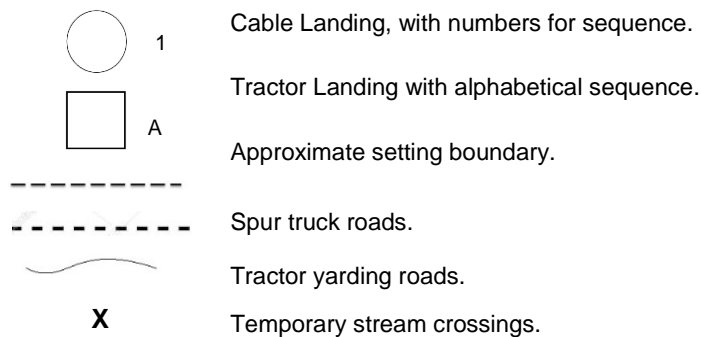 1 Cable Landing, with numbers for sequence.
A Tractor Landing with alphabetical sequence.
Approximate setting boundary.
Spur truck roads.
Tractor yarding roads.
X Temporary stream crossings.